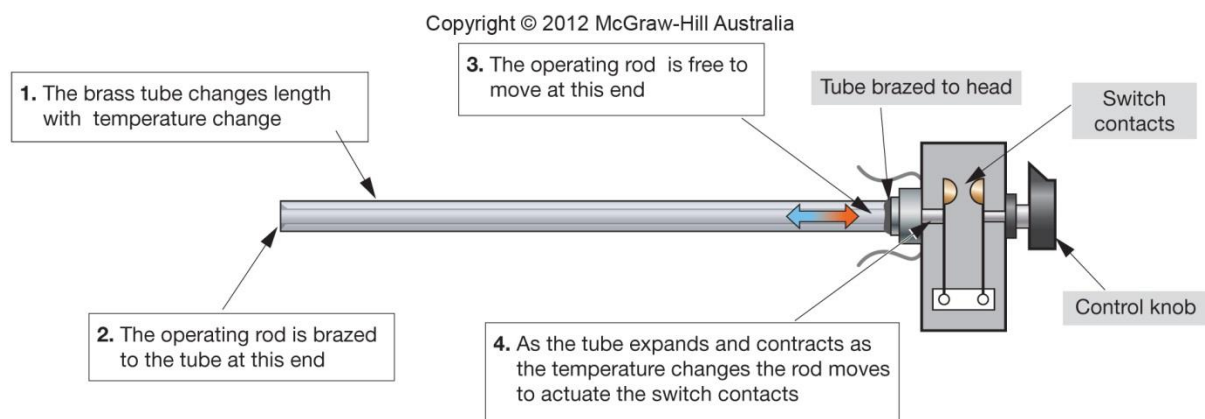 Copyright © 2012 McGraw-Hill Australia
1. The brass tube changes length
with temperature change
3. The operating rod is free to
move at this end
Tube brazed to head
Switch
contacts
2. The operating rod is brazed
to the tube at this end
4. As the tube expands and contracts as
the temperature changes the rod moves
to actuate the switch contacts
Control knob